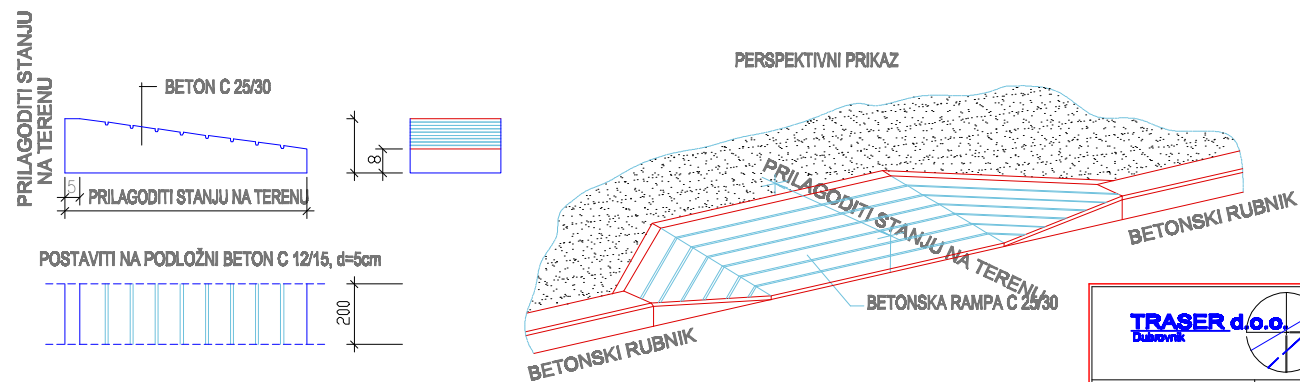 PRILAGODITI STANJU
NA TERENU
BETON C 25/30
8
5
PRILAGODITI STANJU NA TERENU
POSTAVITI NA PODLOŽNI BETON C 12/15, d=5cm
200
PERSPEKTIVNI PRIKAZ
PRILAGODITI STANJU NA TERENU
BETONSKI RUBNIK
BETONSKA RAMPA C 25/30
BETONSKI RUBNIK
TRASER d.o.o.
Dubrovnik